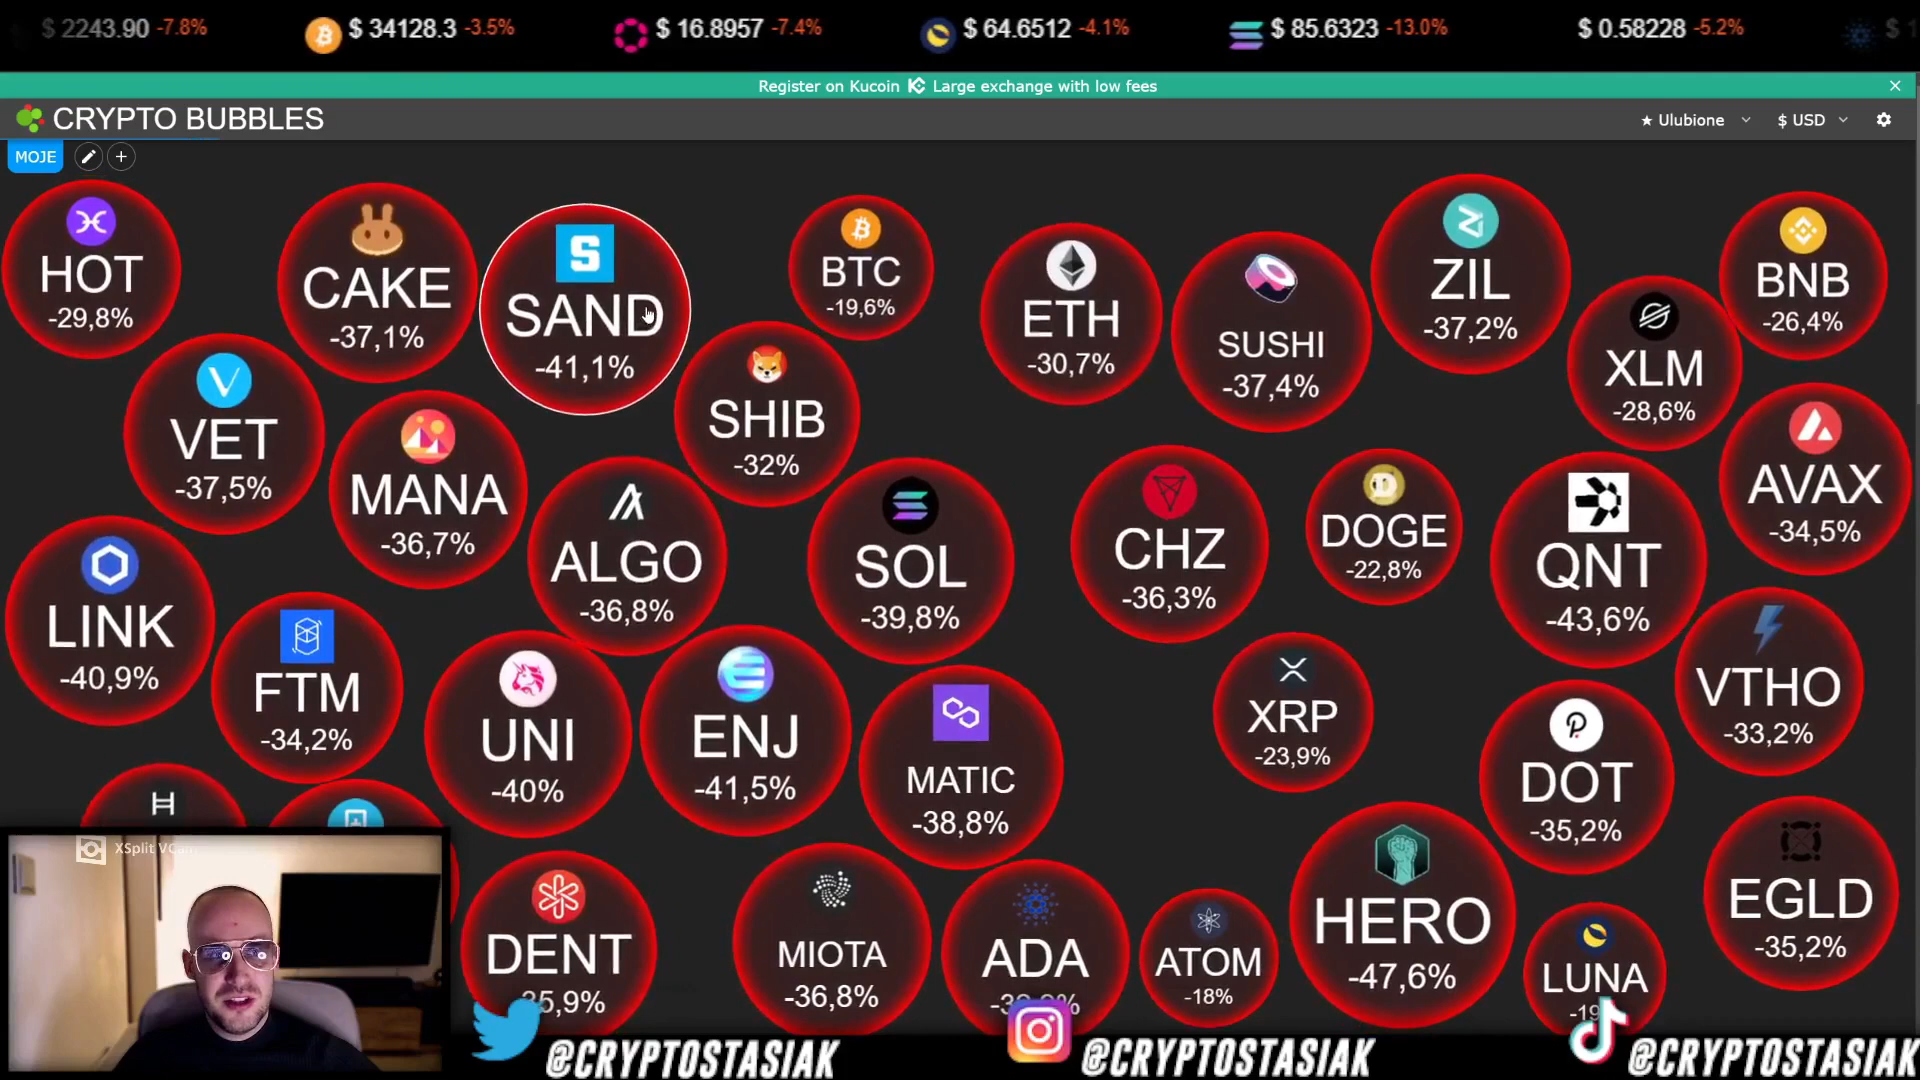 $ 2243.90 -7.8% $ 34128.3 -3.5% $ 16.8957 -7.4% $ 64.6512 -4.1% $ 85.6323 -13.0% $ 0.58228 -5.2% $ 1
Register on Kucoin Large exchange with low fees
CRYPTO BUBBLES
★ Ulubione
$ USD
MOJE
HOT
-29,8%
CAKE
-37,1%
SAND
-41,1%
BTC
-19,6%
ETH
-30,7%
SUSHI
-37,4%
ZIL
-37,2%
XLM
-28,6%
BNB
-26,4%
VET
-37,5%
MANA
-36,7%
SHIB
-32%
ALGO
-36,8%
SOL
-39,8%
CHZ
-36,3%
DOGE
-22,8%
QNT
-43,6%
AVAX
-34,5%
LINK
-40,9%
FTM
-34,2%
UNI
-40%
ENJ
-41,5%
MATIC
-38,8%
XRP
-23,9%
DOT
-35,2%
VTHO
-33,2%
XSplit VCam
DENT
35,9%
MIOTA
-36,8%
ADA
ATOM
-18%
HERO
-47,6%
LUNA
EGLD
-35,2%
@CRYPTOSTASIAK
@CRYPTOSTASIAK
@CRYPTOSTASIAK